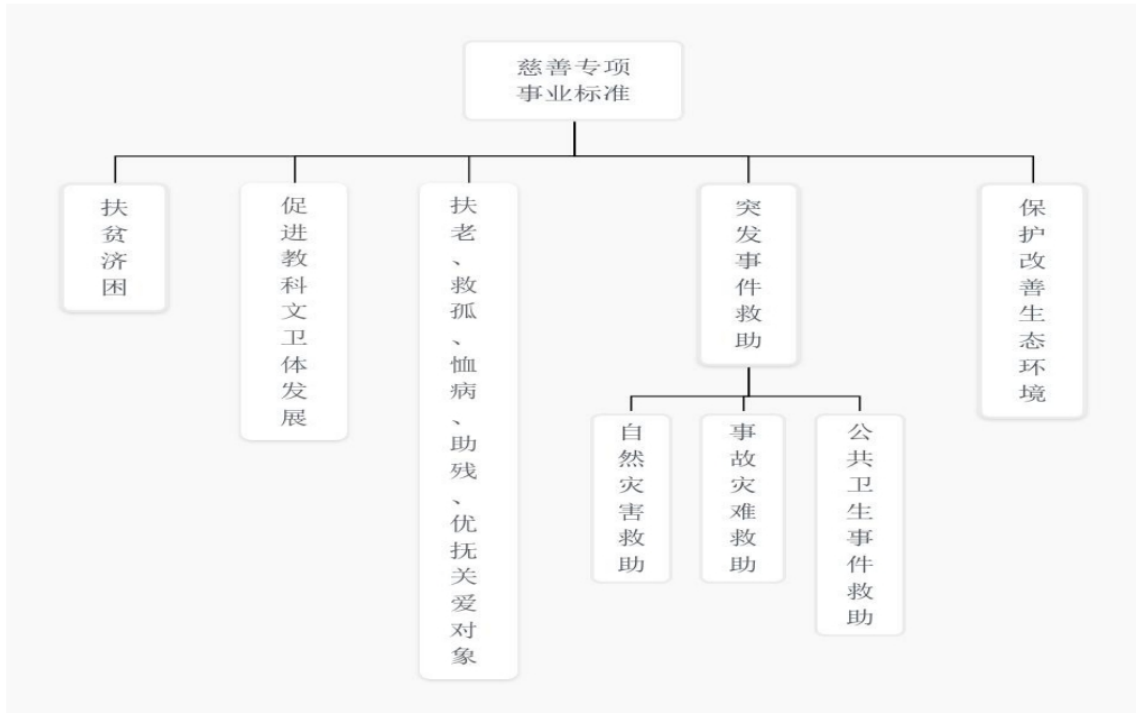 慈善专项
事业标准
扶贫济困
促进教科文卫体发展
扶老、救孤、恤病、助残、优抚关爱对象
突发事件救助
保护改善生态环境
自然灾害救助
事故灾难救助
公共卫生事件救助